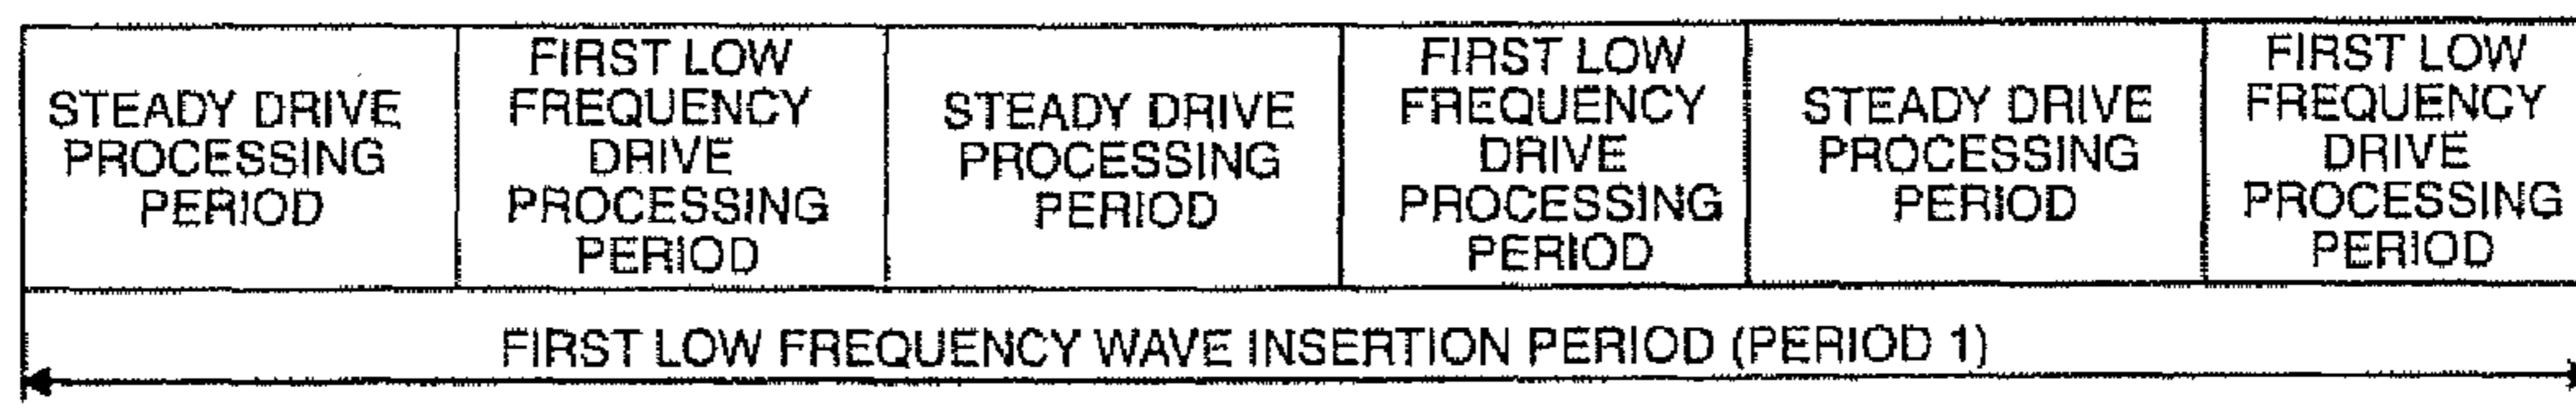 STEADY DRIVE
PROCESSING
PERIOD
FIRST LOW
FREQUENCY
DRIVE
PROCESSING
PERIOD
STEADY DRIVE
PROCESSING
PERIOD
FIRST LOW
FREQUENCY
DRIVE
PROCESSING
PERIOD
STEADY DRIVE
PROCESSING
PERIOD
FIRST LOW
FREQUENCY
DRIVE
PROCESSING
PERIOD
FIRST LOW FREQUENCY WAVE INSERTION PERIOD (PERIOD 1)